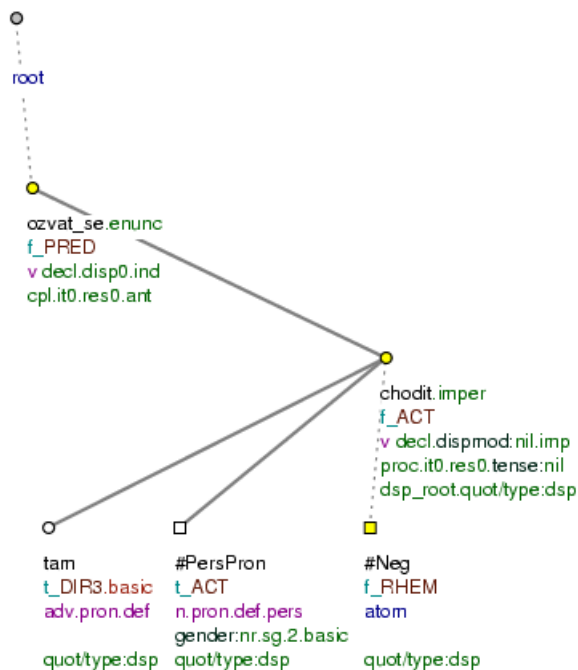 root
ozvat_se.enunc
f_PRED
v decl.disp0.ind
cpl.it0.res0.ant
chodit.imper
f_ACT
v decl.dispmod:nil.imp
proc.it0.res0.tense:nil
dsp_root.quot/type:dsp
tam
t_DIR3.basic
adv.pron.def
quot/type:dsp
#PersPron
t_ACT
n.pron.def.pers
gender:nr.sg.2.basic
quot/type:dsp
#Neg
f_RHEM
atom
quot/type:dsp